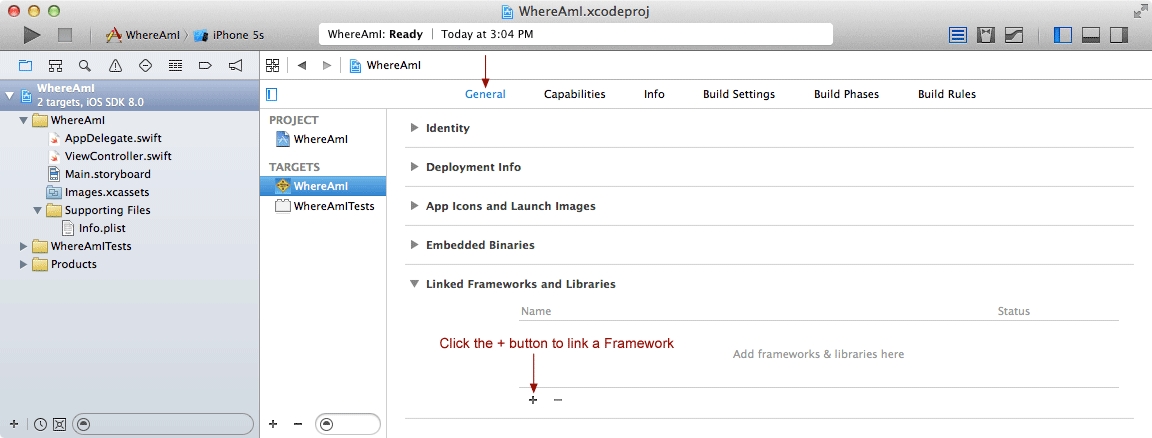 WhereAmI.xcodeproj
WhereAmI iPhone 5s
WhereAmI: Ready Today at 3:04 PM
WhereAmI
WhereAmI
2 targets, iOS SDK 8.0
WhereAmI
AppDelegate.swift
ViewController.swift
Main.storyboard
Images.xcassets
Supporting Files
Info.plist
WhereAmITests
Products
General Capabilities Info Build Settings Build Phases Build Rules
PROJECT
WhereAmI
TARGETS
WhereAmI
WhereAmITests
Identity
Deployment Info
App Icons and Launch Images
Embedded Binaries
Linked Frameworks and Libraries
Name Status
Click the + button to link a Framework
Add frameworks & libraries here